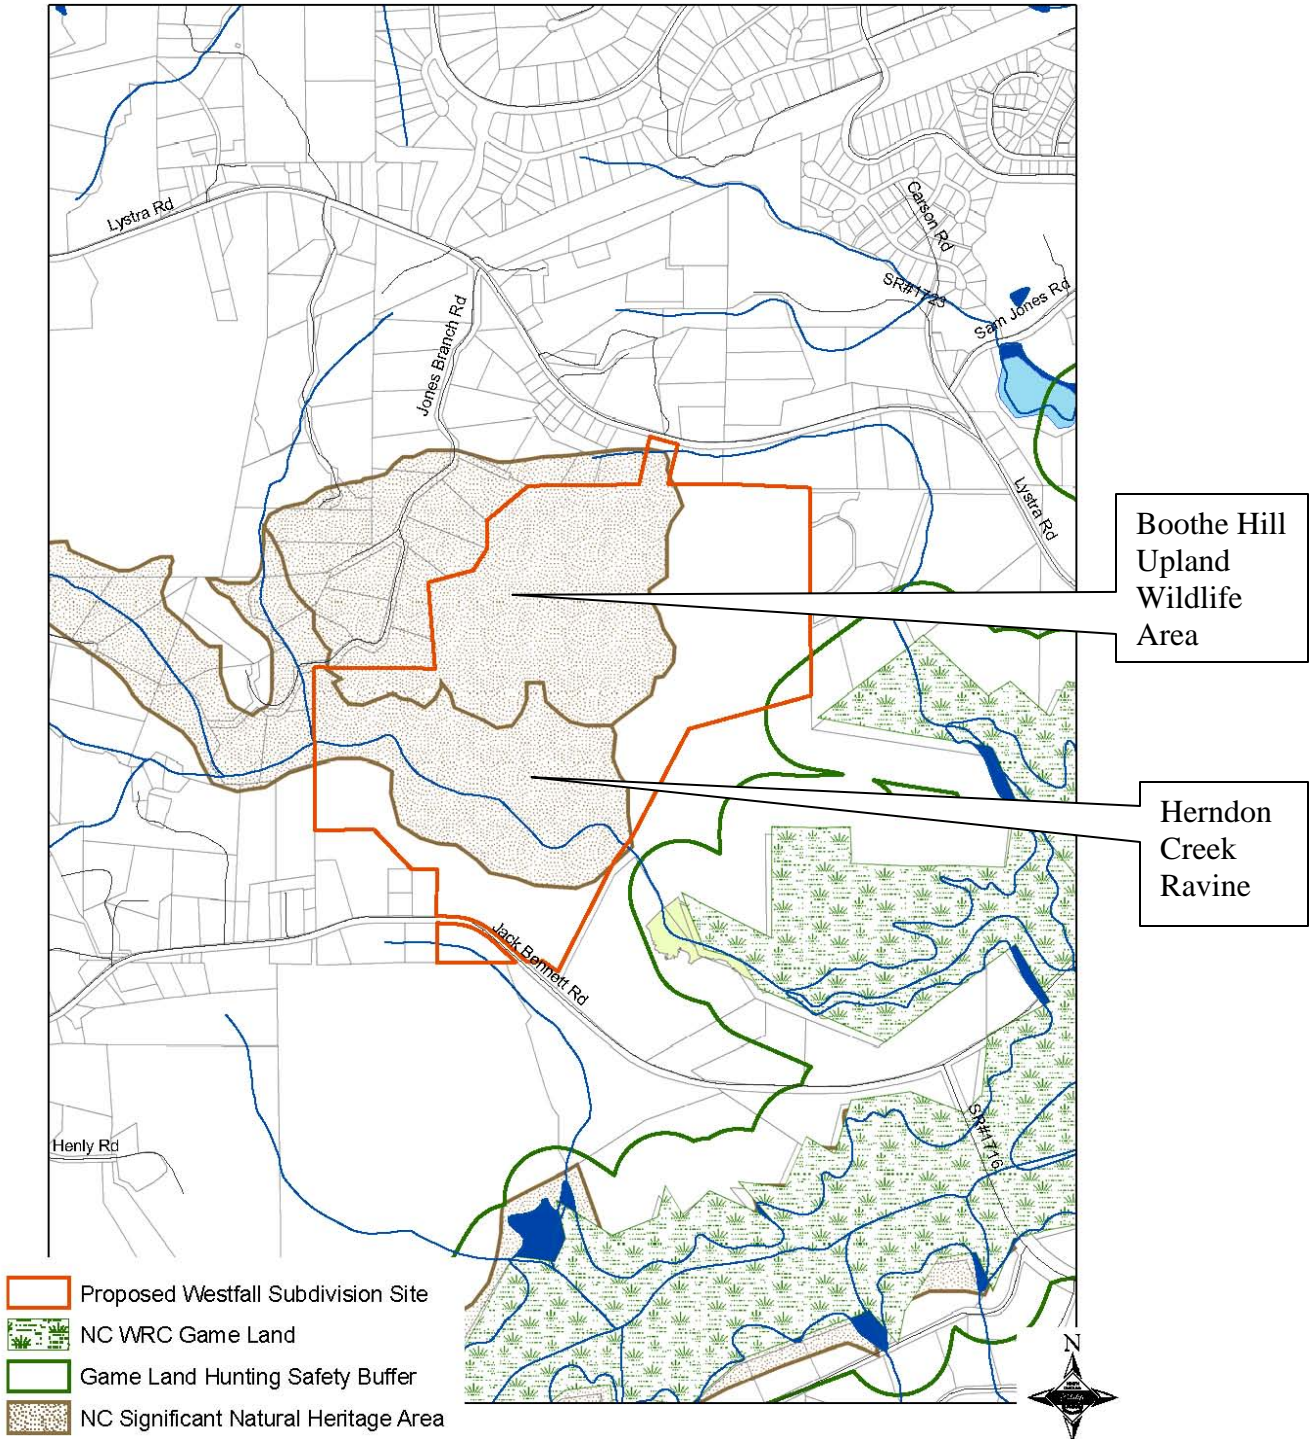 Lystra Rd
Carson Rd
SR#1723
Sam Jones Rd
Jones Branch Rd
Lystra Rd
Boothe Hill
Upland
Wildlife
Area
Herndon
Creek
Ravine
Jack Bennett Rd
SR#1716
Henly Rd
Proposed Westfall Subdivision Site
NC WRC Game Land
Game Land Hunting Safety Buffer
NC Significant Natural Heritage Area
N